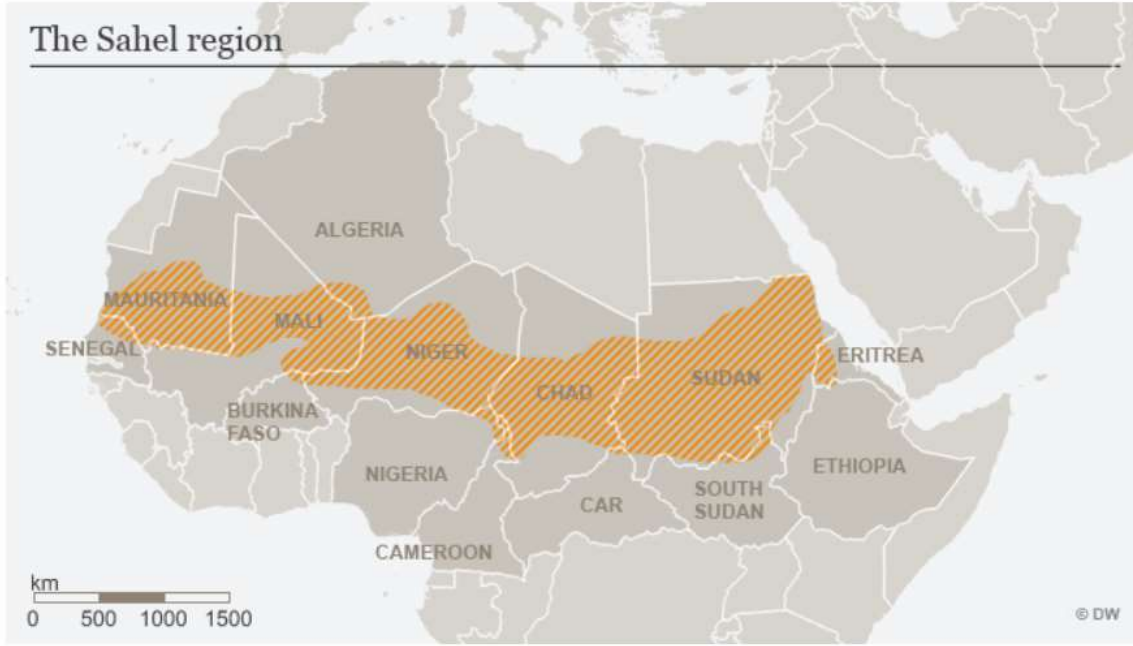 The Sahel region
ALGERIA
MAURITANIA
MALI
SENEGAL
NIGER
CHAD
SUDAN
ERITREA
BURKINA
FASO
NIGERIA
CAR
SOUTH
SUDAN
ETHIOPIA
CAMEROON
km
0 500 1000 1500
© DW